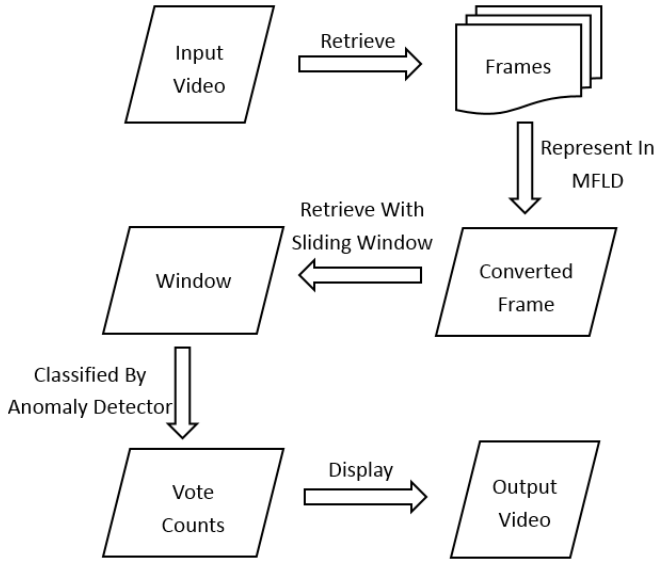 Input
Video
Retrieve
Frames
Represent In
MFLD
Converted
Frame
Retrieve With
Sliding Window
Window
Classified By
Anomaly Detector
Vote
Counts
Display
Output
Video